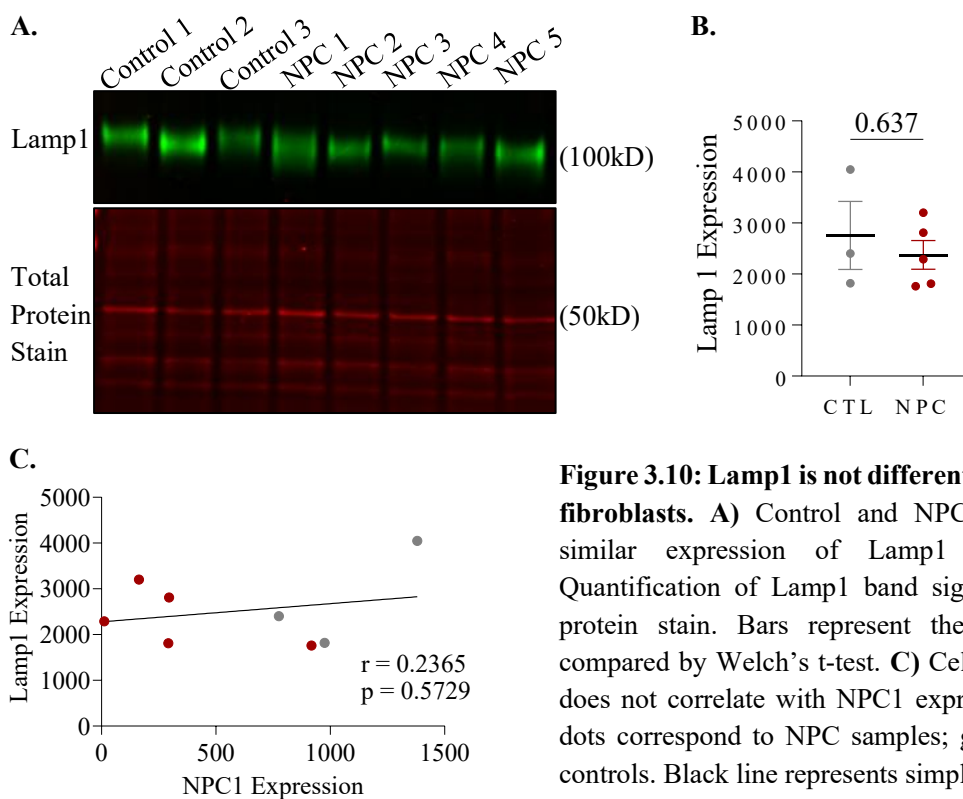 A.
Control 1 Control 2 Control 3 NPC 1 NPC 2 NPC 3 NPC 4 NPC 5
Lamp1
(100kD)
Total
Protein
Stain
(50kD)
B.
0.637
5000
4000
3000
2000
1000
0
Lamp 1 Expression
CTL NPC
C.
5000
4000
3000
2000
1000
0
Lamp1 Expression
r = 0.2365
p = 0.5729
0 500 1000 1500
NPC1 Expression
Figure 3.10: Lamp1 is not different
fibroblasts. A) Control and NPC
similar expression of Lamp1
Quantification of Lamp1 band sig
protein stain. Bars represent the
compared by Welch’s t-test. C) Cel
does not correlate with NPC1 expr
dots correspond to NPC samples; g
controls. Black line represents simpl